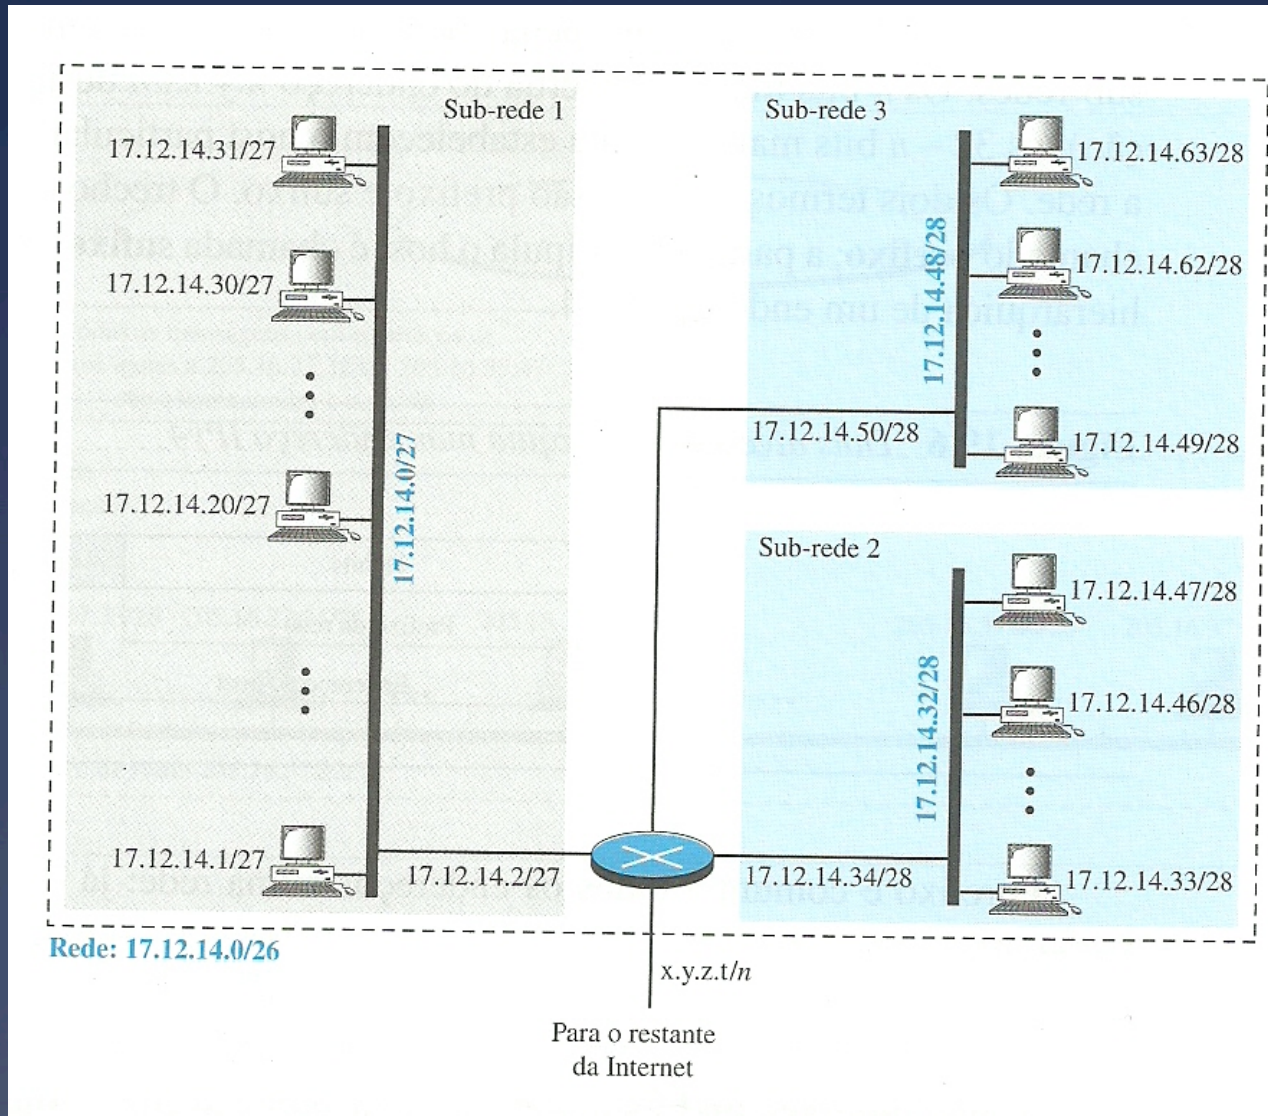 Sub-rede 1
17.12.14.31/27
17.12.14.30/27
17.12.14.20/27
17.12.14.0/27
17.12.14.1/27
17.12.14.2/27
Sub-rede 3
17.12.14.63/28
17.12.14.62/28
17.12.14.48/28
17.12.14.50/28
17.12.14.49/28
Sub-rede 2
17.12.14.47/28
17.12.14.46/28
17.12.14.32/28
17.12.14.34/28
17.12.14.33/28
Rede: 17.12.14.0/26
x.y.z.t/n
Para o restante
da Internet